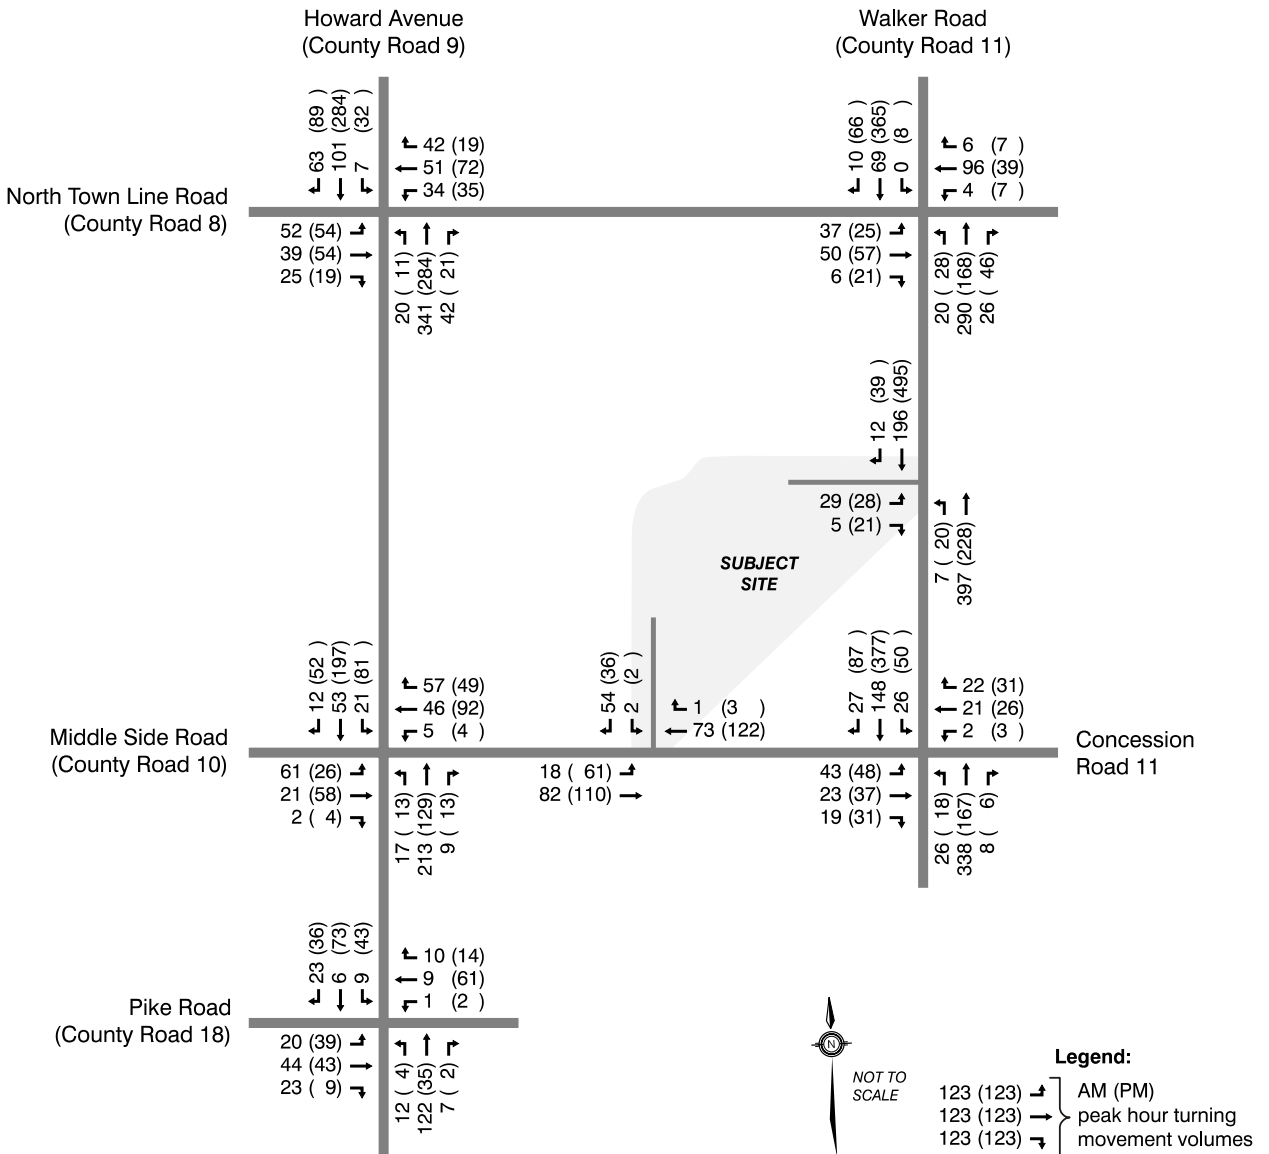 Howard Avenue
(County Road 9)
Walker Road
(County Road 11)
63 (89 )
101 (284)
7 (32 )
42 (19)
51 (72)
34 (35)
10 (66 )
69 (365)
0 (8 )
6 (7 )
96 (39)
4 (7 )
North Town Line Road
(County Road 8)
52 (54)
39 (54)
25 (19)
20 ( 11)
341 (284)
42 ( 21)
37 (25)
50 (57)
6 (21)
20 ( 28)
290 (168)
26 ( 46)
12 (39 )
196 (495)
29 (28)
5 (21)
7 ( 20)
397 (228)
SUBJECT
SITE
12 (52 )
53 (197)
21 (81 )
57 (49)
46 (92)
5 (4 )
54 (36)
2 (2 )
1 (3 )
73 (122)
27 (87 )
148 (377)
26 (50 )
22 (31)
21 (26)
2 (3 )
Middle Side Road
(County Road 10)
Concession
Road 11
61 (26)
21 (58)
2 ( 4)
17 ( 13)
213 (129)
9 ( 13)
18 ( 61)
82 (110)
43 (48)
23 (37)
19 (31)
26 ( 18)
338 (167)
8 ( 6)
23 (36)
6 (73)
9 (43)
10 (14)
9 (61)
1 (2 )
Pike Road
(County Road 18)
20 (39)
44 (43)
23 ( 9)
12 ( 4)
122 (35)
7 ( 2)
N
NOT TO
SCALE
Legend:
123 (123) AM (PM)
123 (123) peak hour turning
123 (123) movement volumes